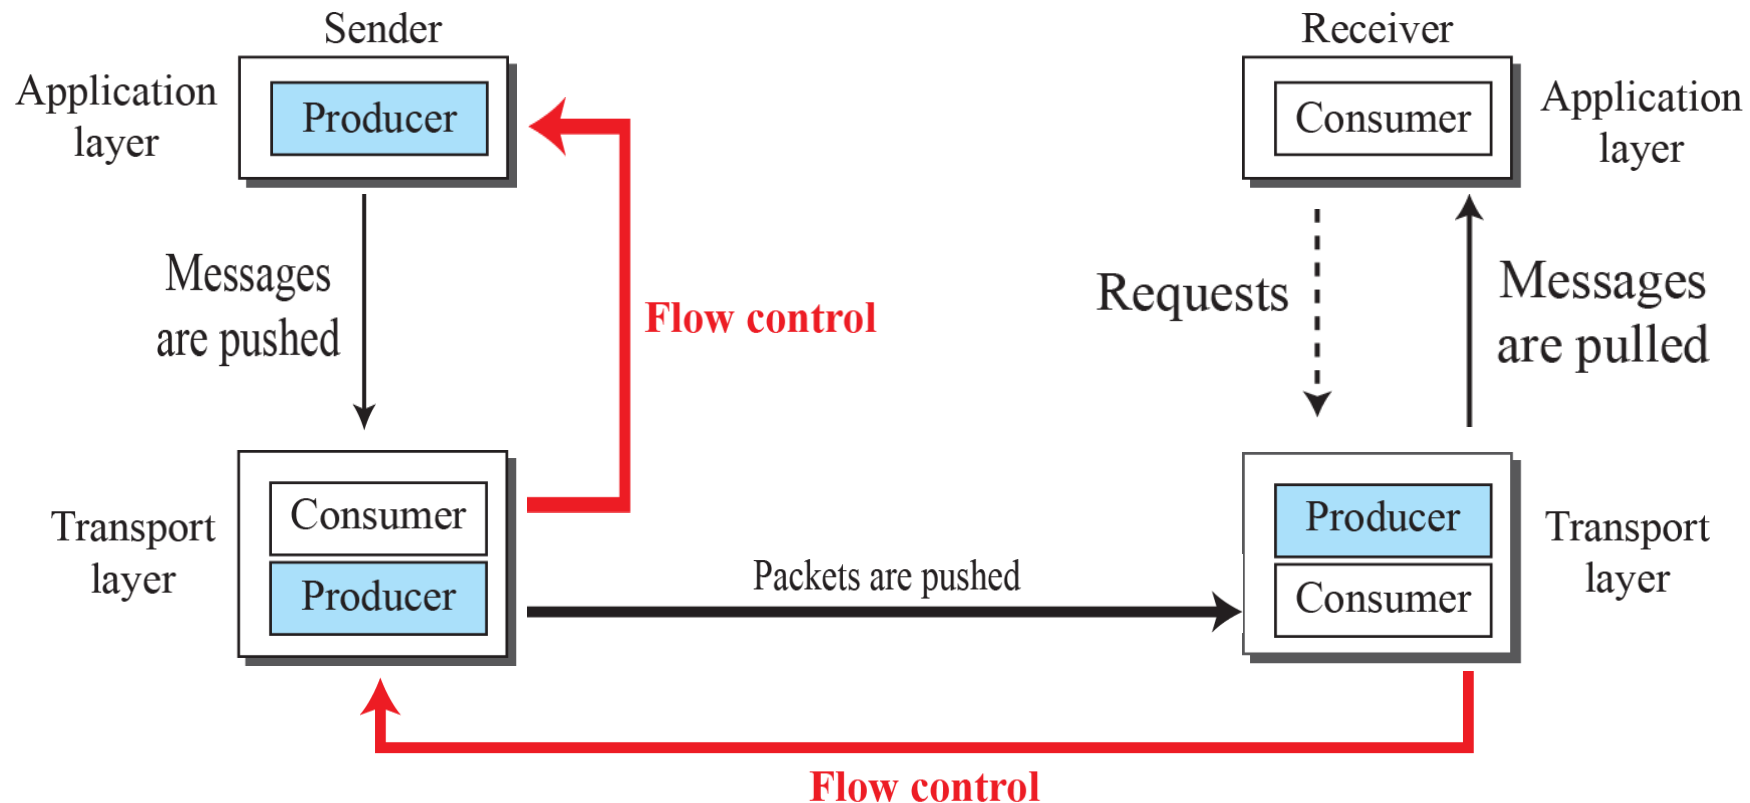 Sender
Receiver
Application
layer
Producer
Consumer
Application
layer
Messages
are pushed
Flow control
Requests
Messages
are pulled
Transport
layer
Consumer
Producer
Packets are pushed
Producer
Consumer
Transport
layer
Flow control